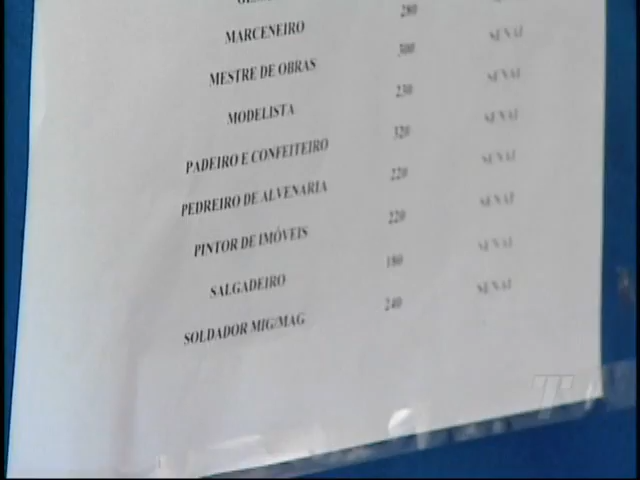 MARCENEIRO 280
MESTRE DE OBRAS 300 SENAI
MODELISTA 230 SENAI
PADEIRO E CONFEITEIRO 320 SENAI
PEDREIRO DE ALVENARIA 220 SENAI
PINTOR DE IMÓVEIS 220 SENAI
SALGADEIRO 180 SENAI
SOLDADOR MIG/MAG 240 SENAI